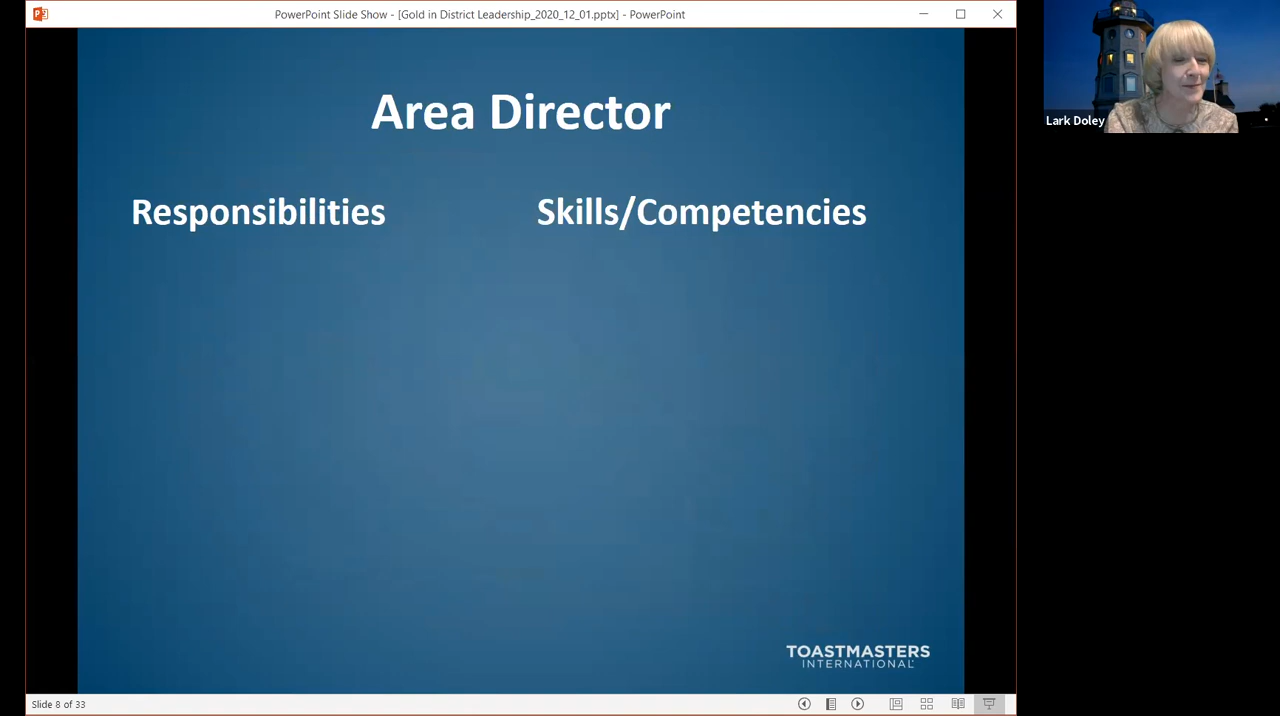 PowerPoint Slide Show - [Gold in District Leadership_2020_12_01.pptx] - PowerPoint
Area Director
Responsibilities
Skills/Competencies
TOASTMASTERS
INTERNATIONAL
Slide 8 of 33
Lark Doley